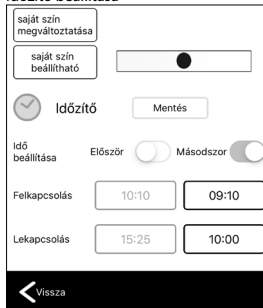 saját szín
megváltoztatása
saját szín
beállítható
Időzítő
Mentés
Idő
beállítása
Először
Másodszor
Felkapcsolás
10:10
09:10
Lekapcsolás
15:25
10:00
Vissza